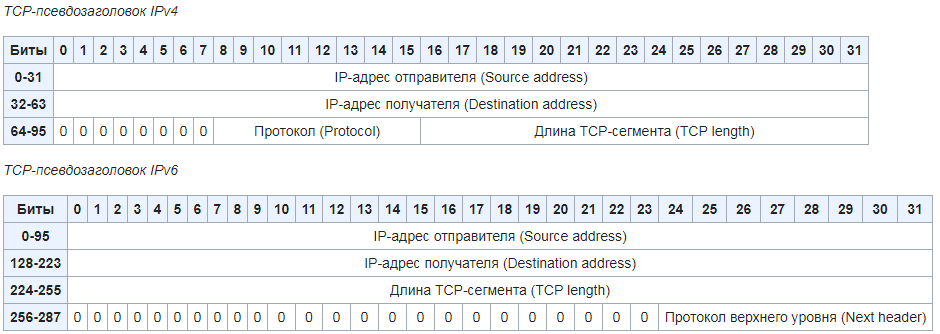 TCP-псевдозаголовок IPv4
Биты 0 1 2 3 4 5 6 7 8 9 10 11 12 13 14 15 16 17 18 19 20 21 22 23 24 25 26 27 28 29 30 31
0-31 IP-адрес отправителя (Source address)
32-63 IP-адрес получателя (Destination address)
64-95 0 0 0 0 0 0 0 0 Протокол (Protocol) Длина TCP-сегмента (TCP length)
TCP-псевдозаголовок IPv6
Биты 0 1 2 3 4 5 6 7 8 9 10 11 12 13 14 15 16 17 18 19 20 21 22 23 24 25 26 27 28 29 30 31
0-95 IP-адрес отправителя (Source address)
128-223 IP-адрес получателя (Destination address)
224-255 Длина TCP-сегмента (TCP length)
256-287 0 0 0 0 0 0 0 0 0 0 0 0 0 0 0 0 0 0 0 0 0 0 0 0 Протокол верхнего уровня (Next header)